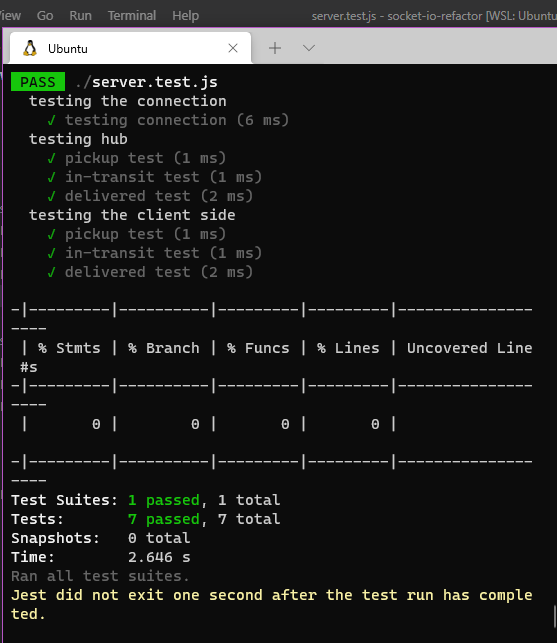 View Go Run Terminal Help server.test.js - socket-io-refactor [WSL: Ubuntu
Ubuntu
PASS ./server.test.js
testing the connection
✓ testing connection (6 ms)
testing hub
✓ pickup test (1 ms)
✓ in-transit test (1 ms)
✓ delivered test (2 ms)
testing the client side
✓ pickup test (1 ms)
✓ in-transit test (1 ms)
✓ delivered test (2 ms)
-|---------|----------|---------|---------|---------------
----
| % Stmts | % Branch | % Funcs | % Lines | Uncovered Line
#s
-|---------|----------|---------|---------|---------------
----
| 0 | 0 | 0 | 0 |
-|---------|----------|---------|---------|---------------
----
Test Suites: 1 passed, 1 total
Tests: 7 passed, 7 total
Snapshots: 0 total
Time: 2.646 s
Ran all test suites.
Jest did not exit one second after the test run has comple
ted.